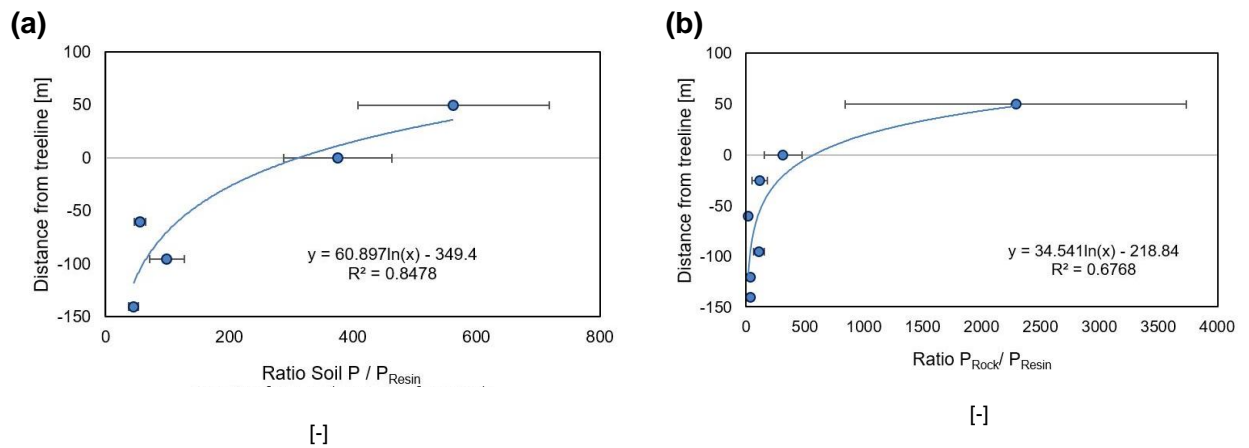 (a)
Distance from treeline [m]
100
50
0
-50
-100
-150
0
200
400
600
800
y = 60.897ln(x) - 349.4
R² = 0.8478
Ratio Soil P / PResin
[-]
(b)
Distance from treeline [m]
100
50
0
-50
-100
-150
0
500
1000
1500
2000
2500
3000
3500
4000
y = 34.541ln(x) - 218.84
R² = 0.6768
Ratio PRock/ PResin
[-]